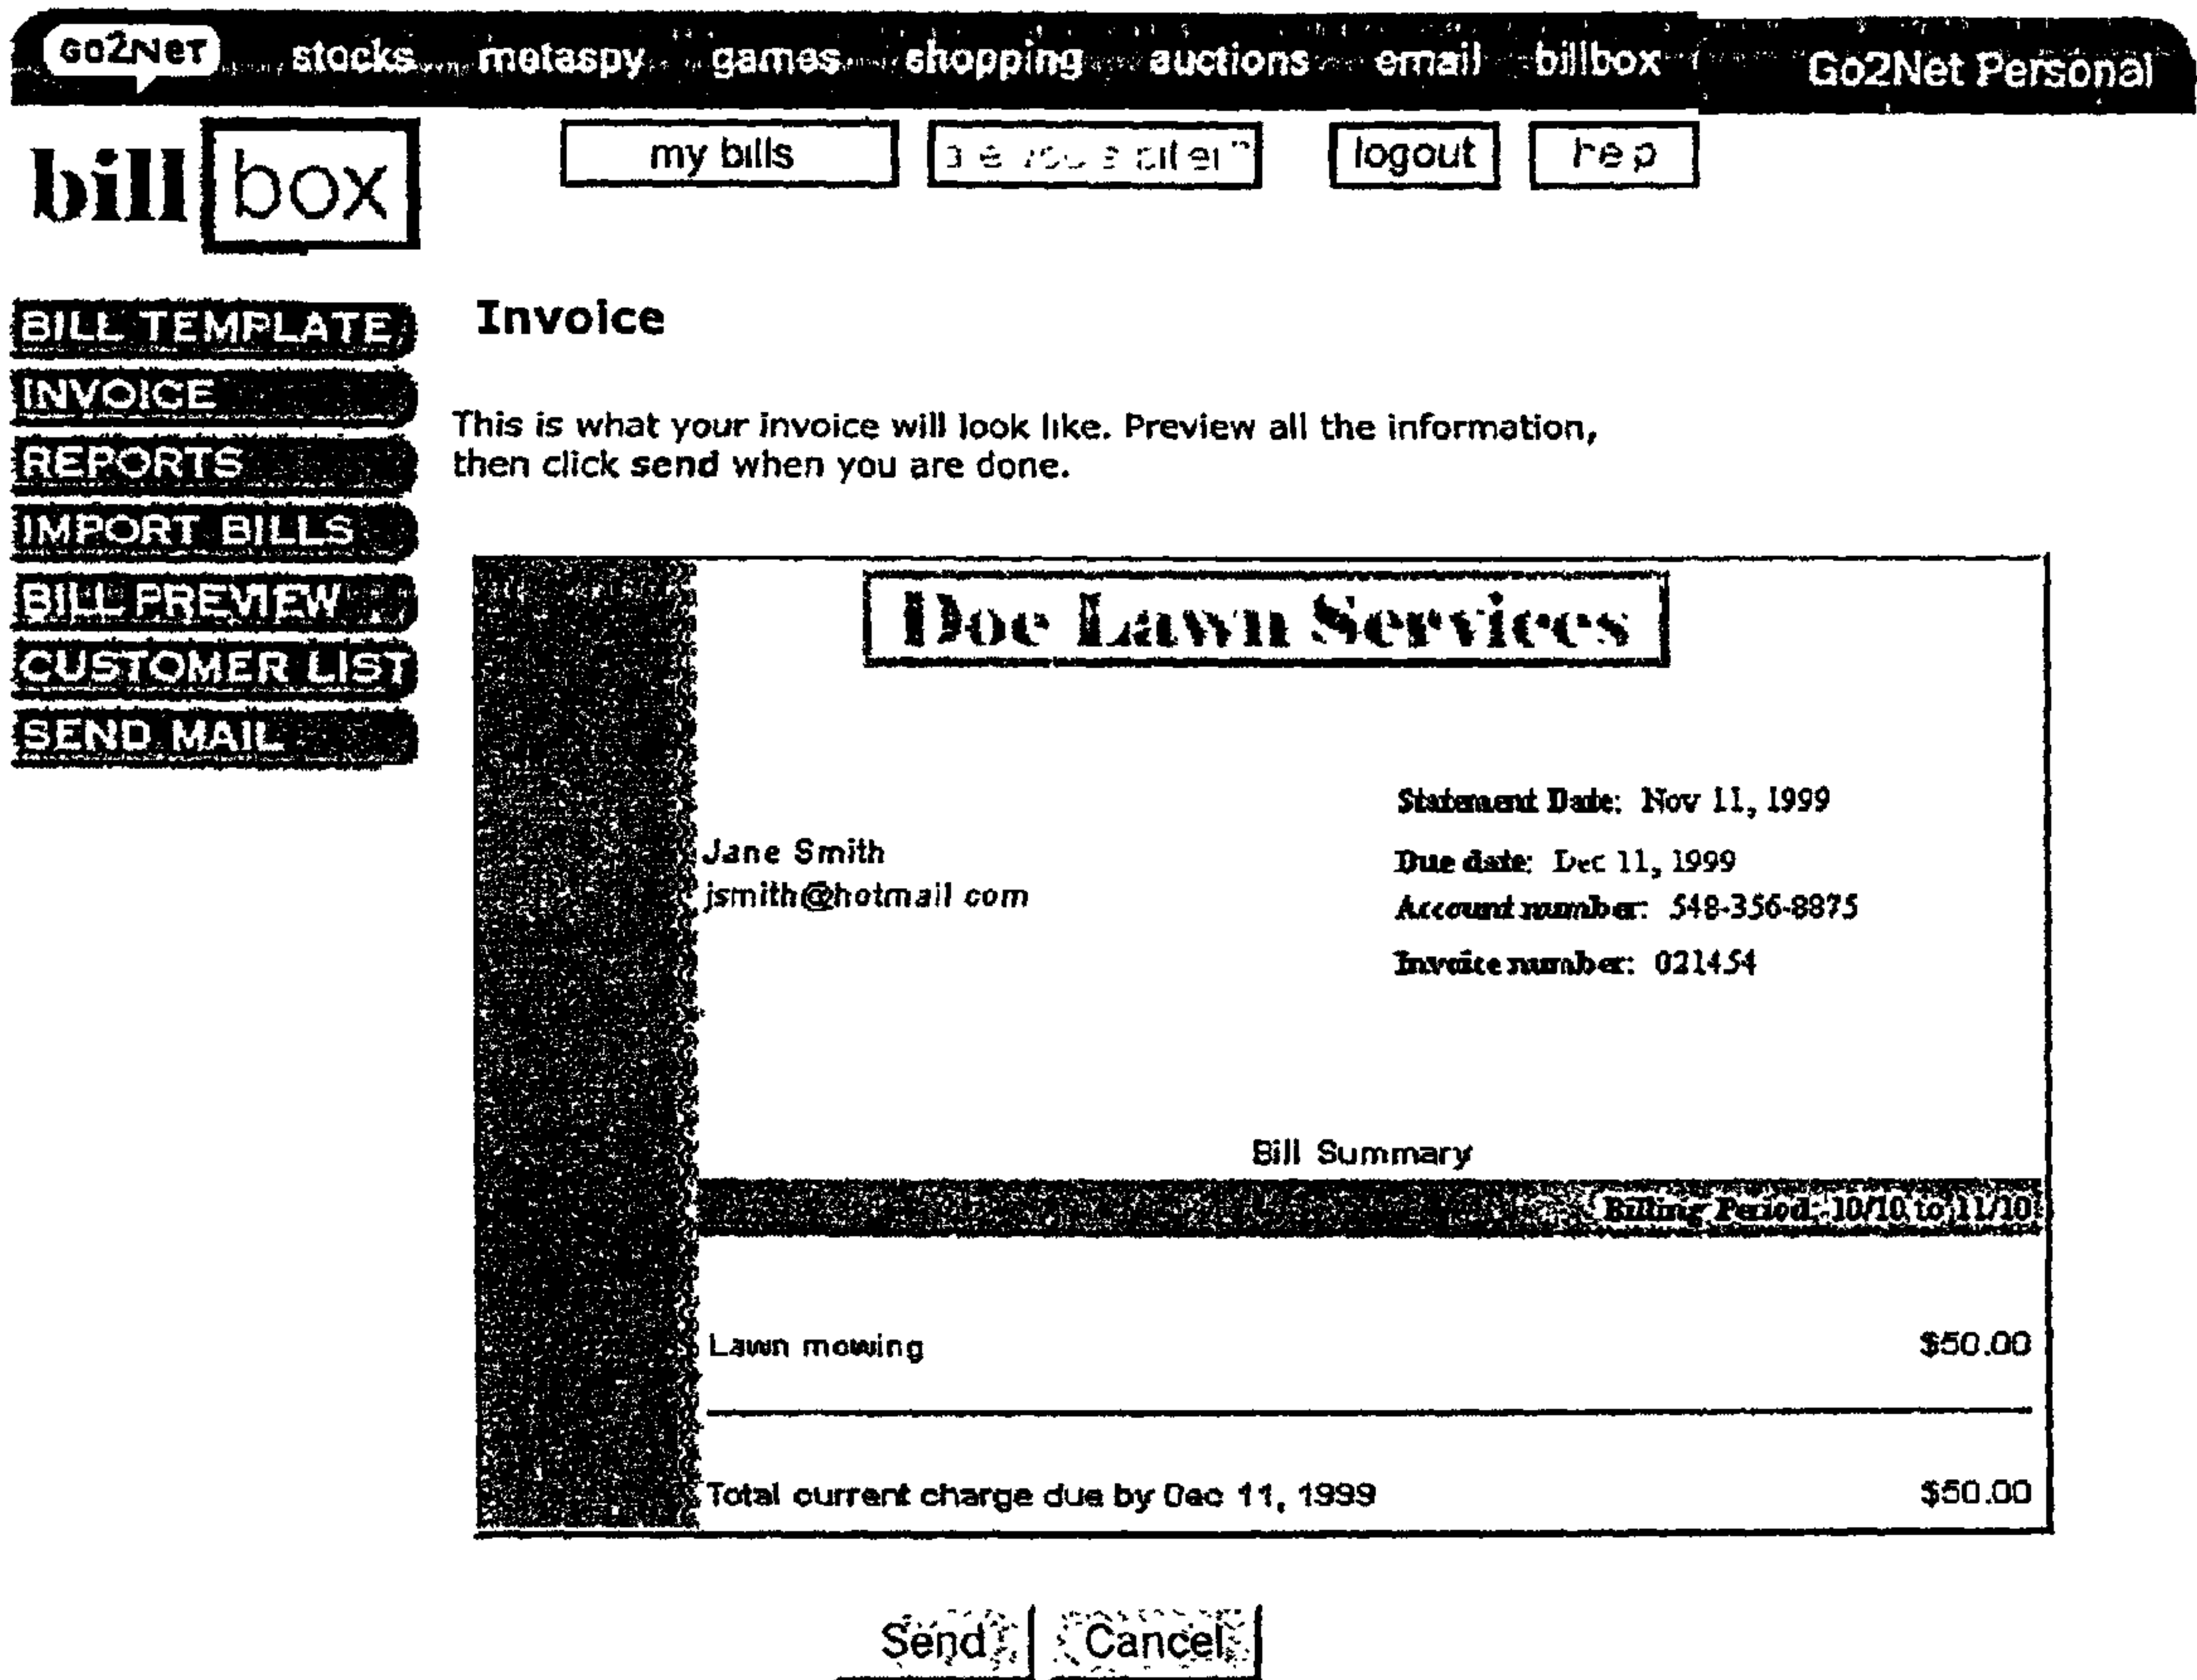 Go2Net stocks metaspy games shopping auctions email billbox Go2Net Personal
bill box
my bills logout help
BILL TEMPLATE
INVOICE
REPORTS
IMPORT BILLS
BILL PREVIEW
CUSTOMER LIST
SEND MAIL
Invoice
This is what your invoice will look like. Preview all the information,
then click send when you are done.
Doe Lawn Services
Statement Date: Nov 11, 1999
Jane Smith
Due date: Dec 11, 1999
jsmith@hotmail com
Account number: 548-356-8875
Invoice number: 021454
Bill Summary
Billing Period: 10/10 to 11/10
Lawn mowing $50.00
Total current charge due by Dec 11, 1999 $50.00
Send Cancel